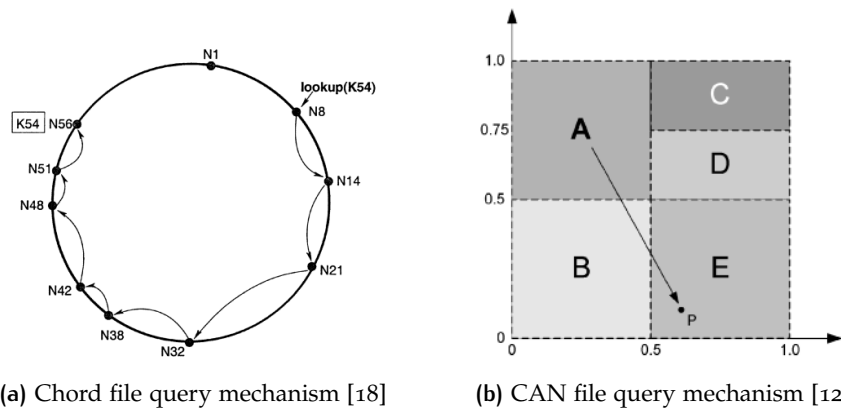 N1
lookup(K54)
N8
K54 N56
N14
N51
N48
N21
N42
N38
N32
(a) Chord file query mechanism [18]
1.0
C
A
0.75
D
0.5
B
E
P
0
0
0.5
1.0
(b) CAN file query mechanism [12